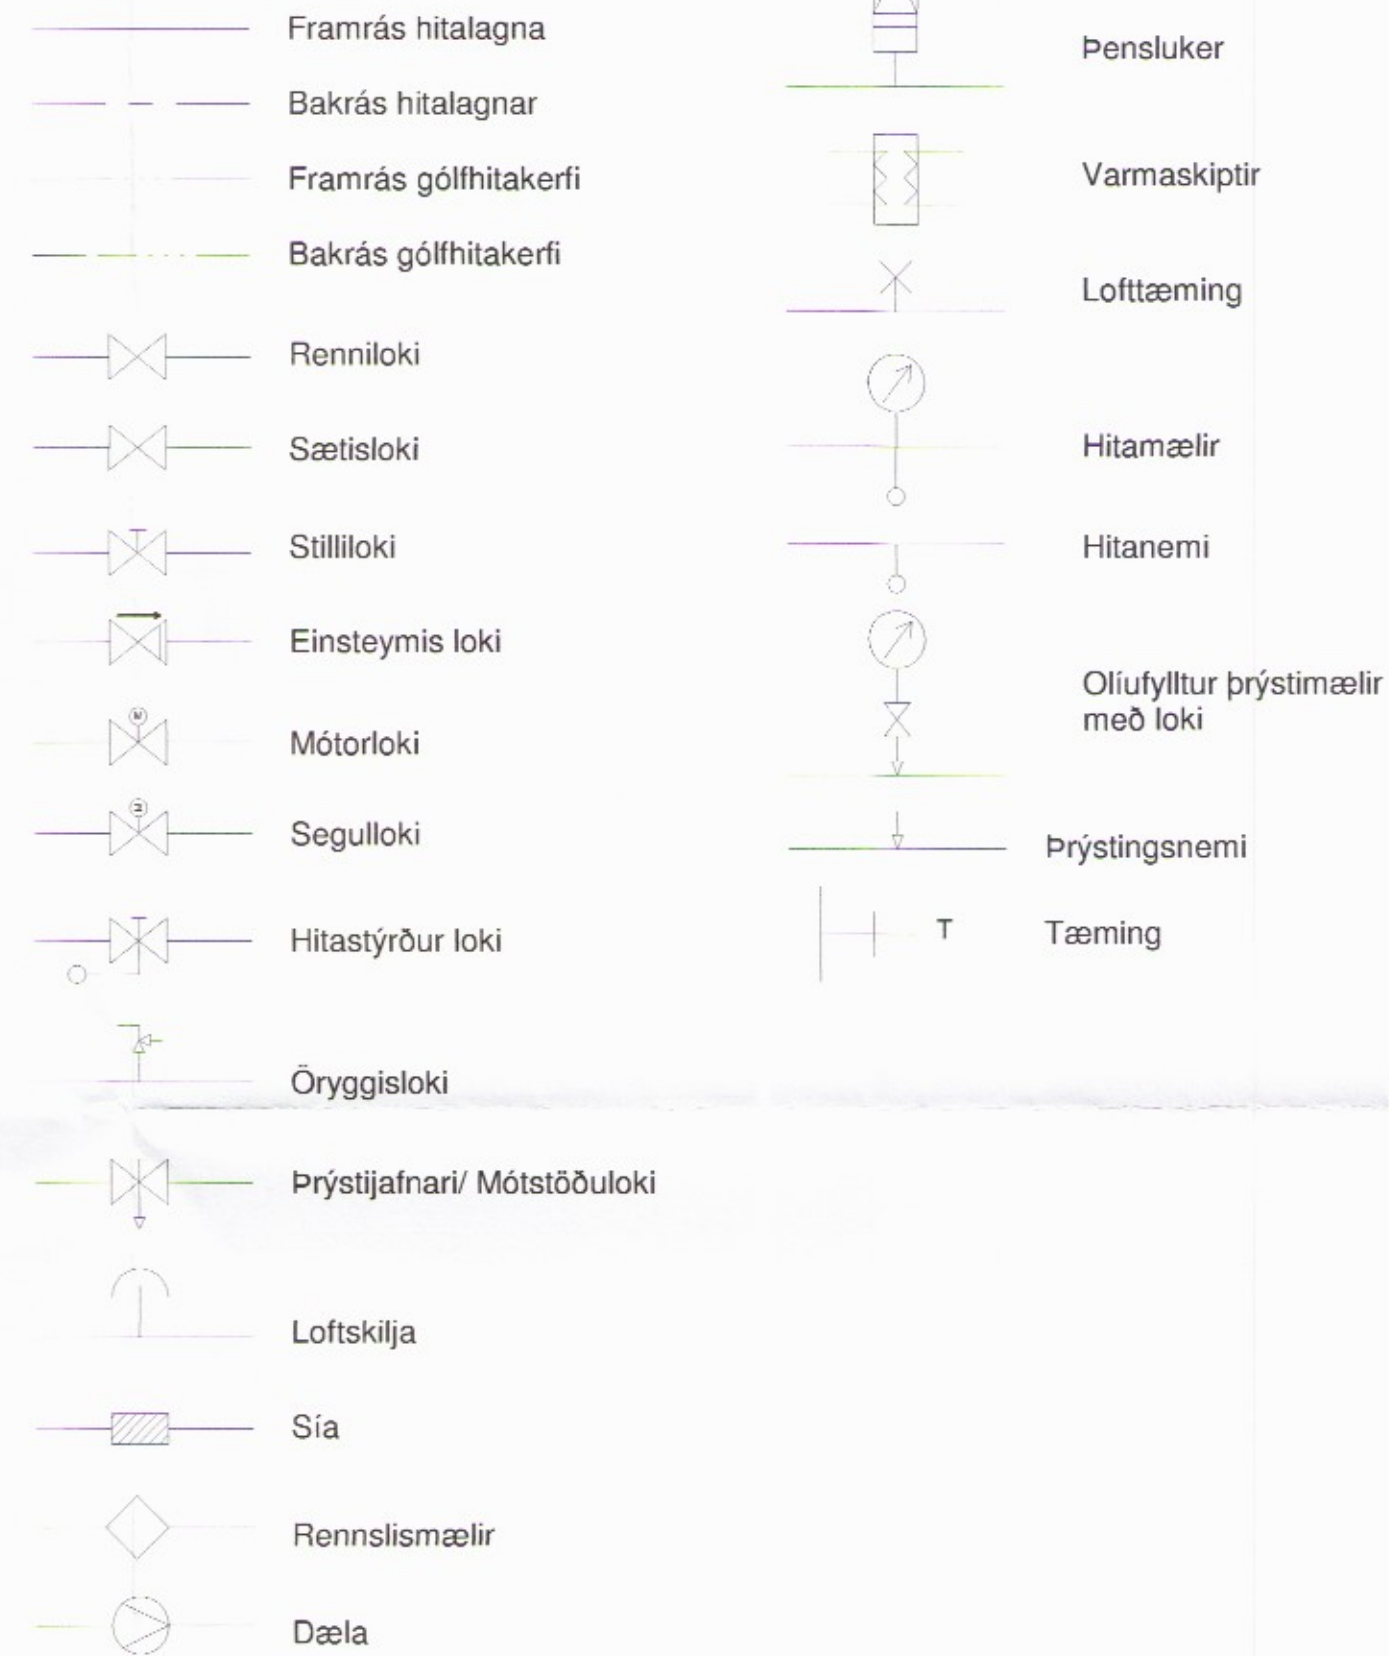 Framrás hitalagna
Bakrás hitalagnar
Framrás gólfhitakerfi
Bakrás gólfhitakerfi
Renniloki
Sætisloki
Stilliloki
Einsteymis loki
M
Mótorloki
Segulloki
Hitastýrður loki
Öryggisloki
Þrýstijafnari/ Mótstöðuloki
Loftskilja
Sía
Rennslismælir
Dæla
Þensluker
Varmaskiptir
Lofttæming
Hitamælir
Hitanemi
Olíufylltur þrýstimælir
með loki
Þrýstingsnemi
T Tæming